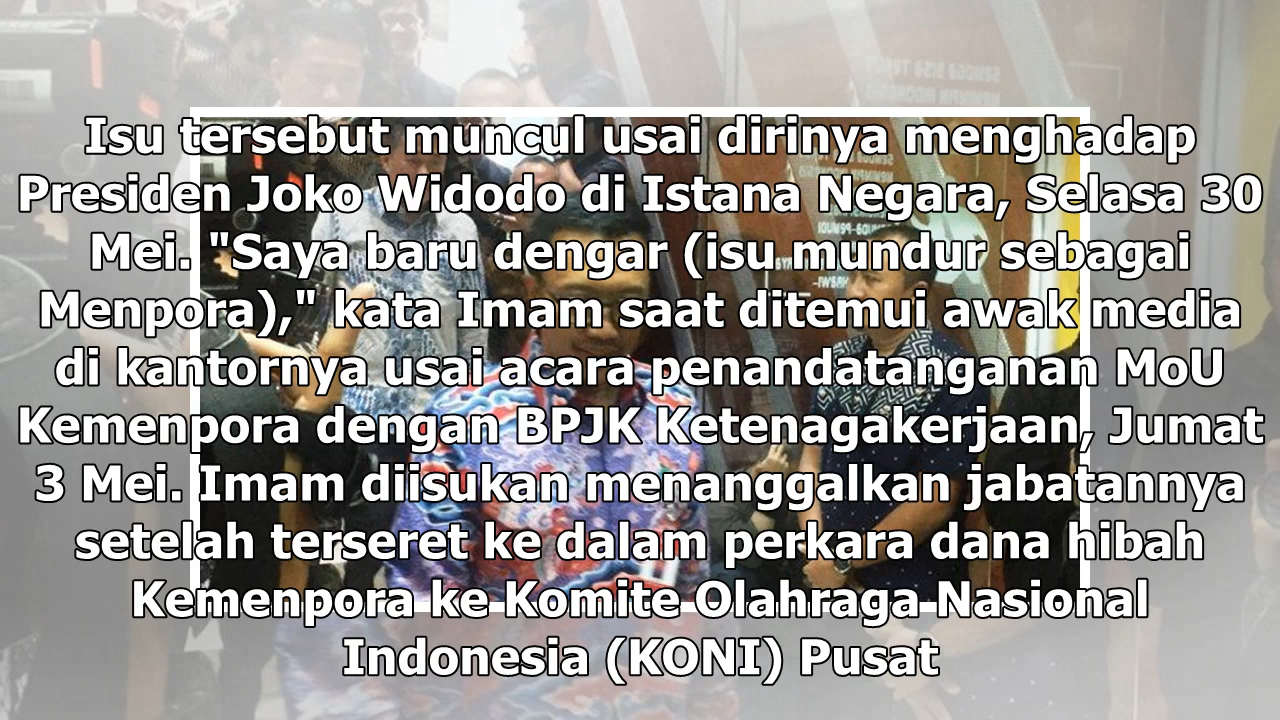 Isu tersebut muncul usai dirinya menghadap
Presiden Joko Widodo di Istana Negara, Selasa 30
Mei. "Saya baru dengar (isu mundur sebagai
Menpora)," kata Imam saat ditemui awak media
di kantornya usai acara penandatanganan MoU
Kemenpora dengan BPJK Ketenagakerjaan, Jumat
3 Mei. Imam diisukan menanggalkan jabatannya
setelah terseret ke dalam perkara dana hibah
Kemenpora ke Komite Olahraga Nasional
Indonesia (KONI) Pusat